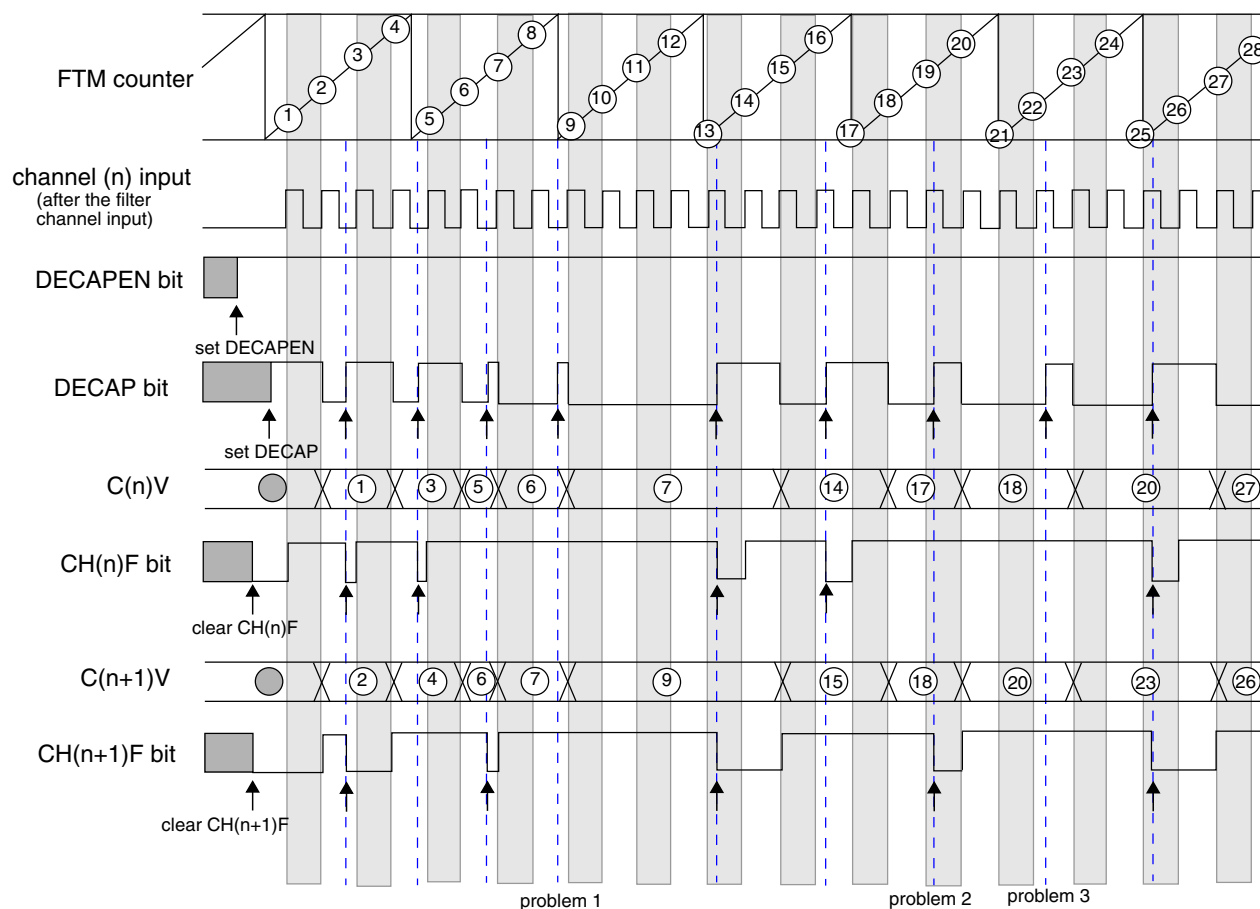 4
8
12
16
20
24
28
3
7
11
15
19
23
27
FTM counter
2
6
10
14
18
22
26
1
5
9
13
17
21
25
channel (n) input
(after the filter
channel input)
DECAPEN bit
set DECAPEN
DECAP bit
set DECAP
C(n)V
1
3
5
6
7
14
17
18
20
27
CH(n)F bit
clear CH(n)F
C(n+1)V
2
4
6
7
9
15
18
20
23
26
CH(n+1)F bit
clear CH(n+1)F
problem 1
problem 2
problem 3